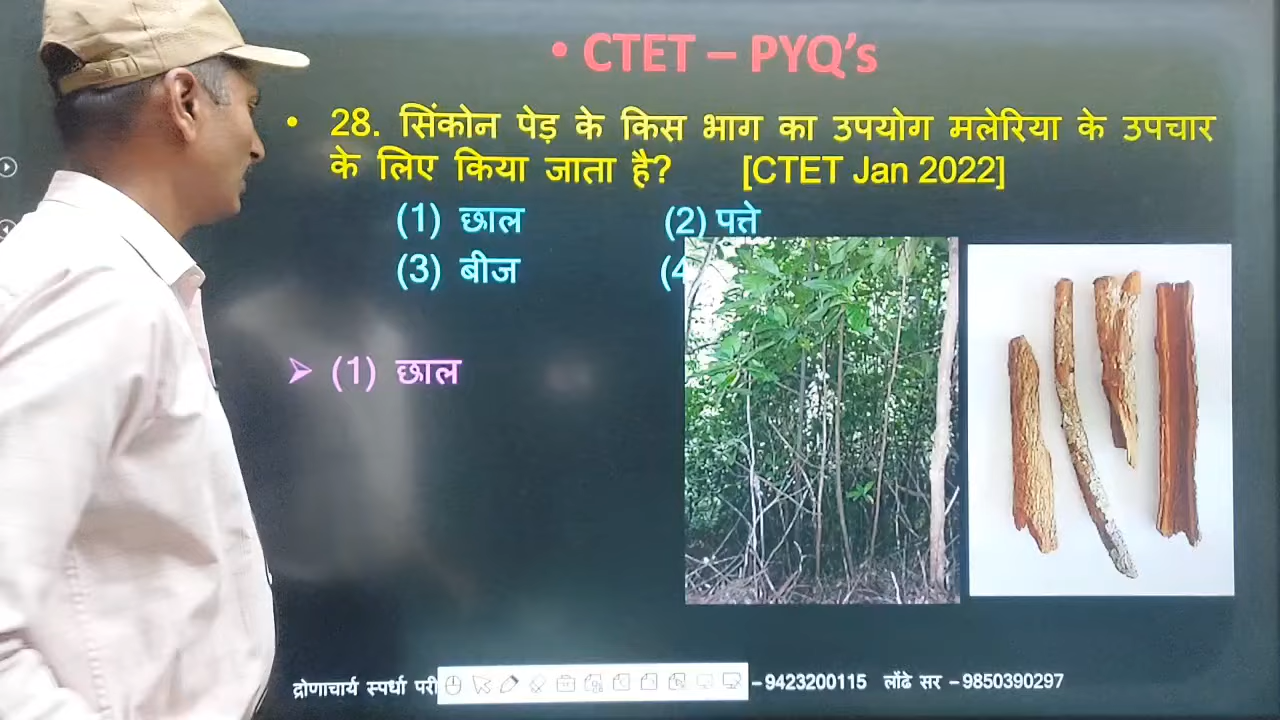 • CTET – PYQ’s
• 28. सिंकोन पेड़ के किस भाग का उपयोग मलेरिया के उपचार
के लिए किया जाता है? [CTET Jan 2022]
(1) छाल (2) पत्ते
(3) बीज (4
➢ (1) छाल
द्रोणाचार्य स्पर्धा परी – 9423200115 लोंढे सर – 9850390297